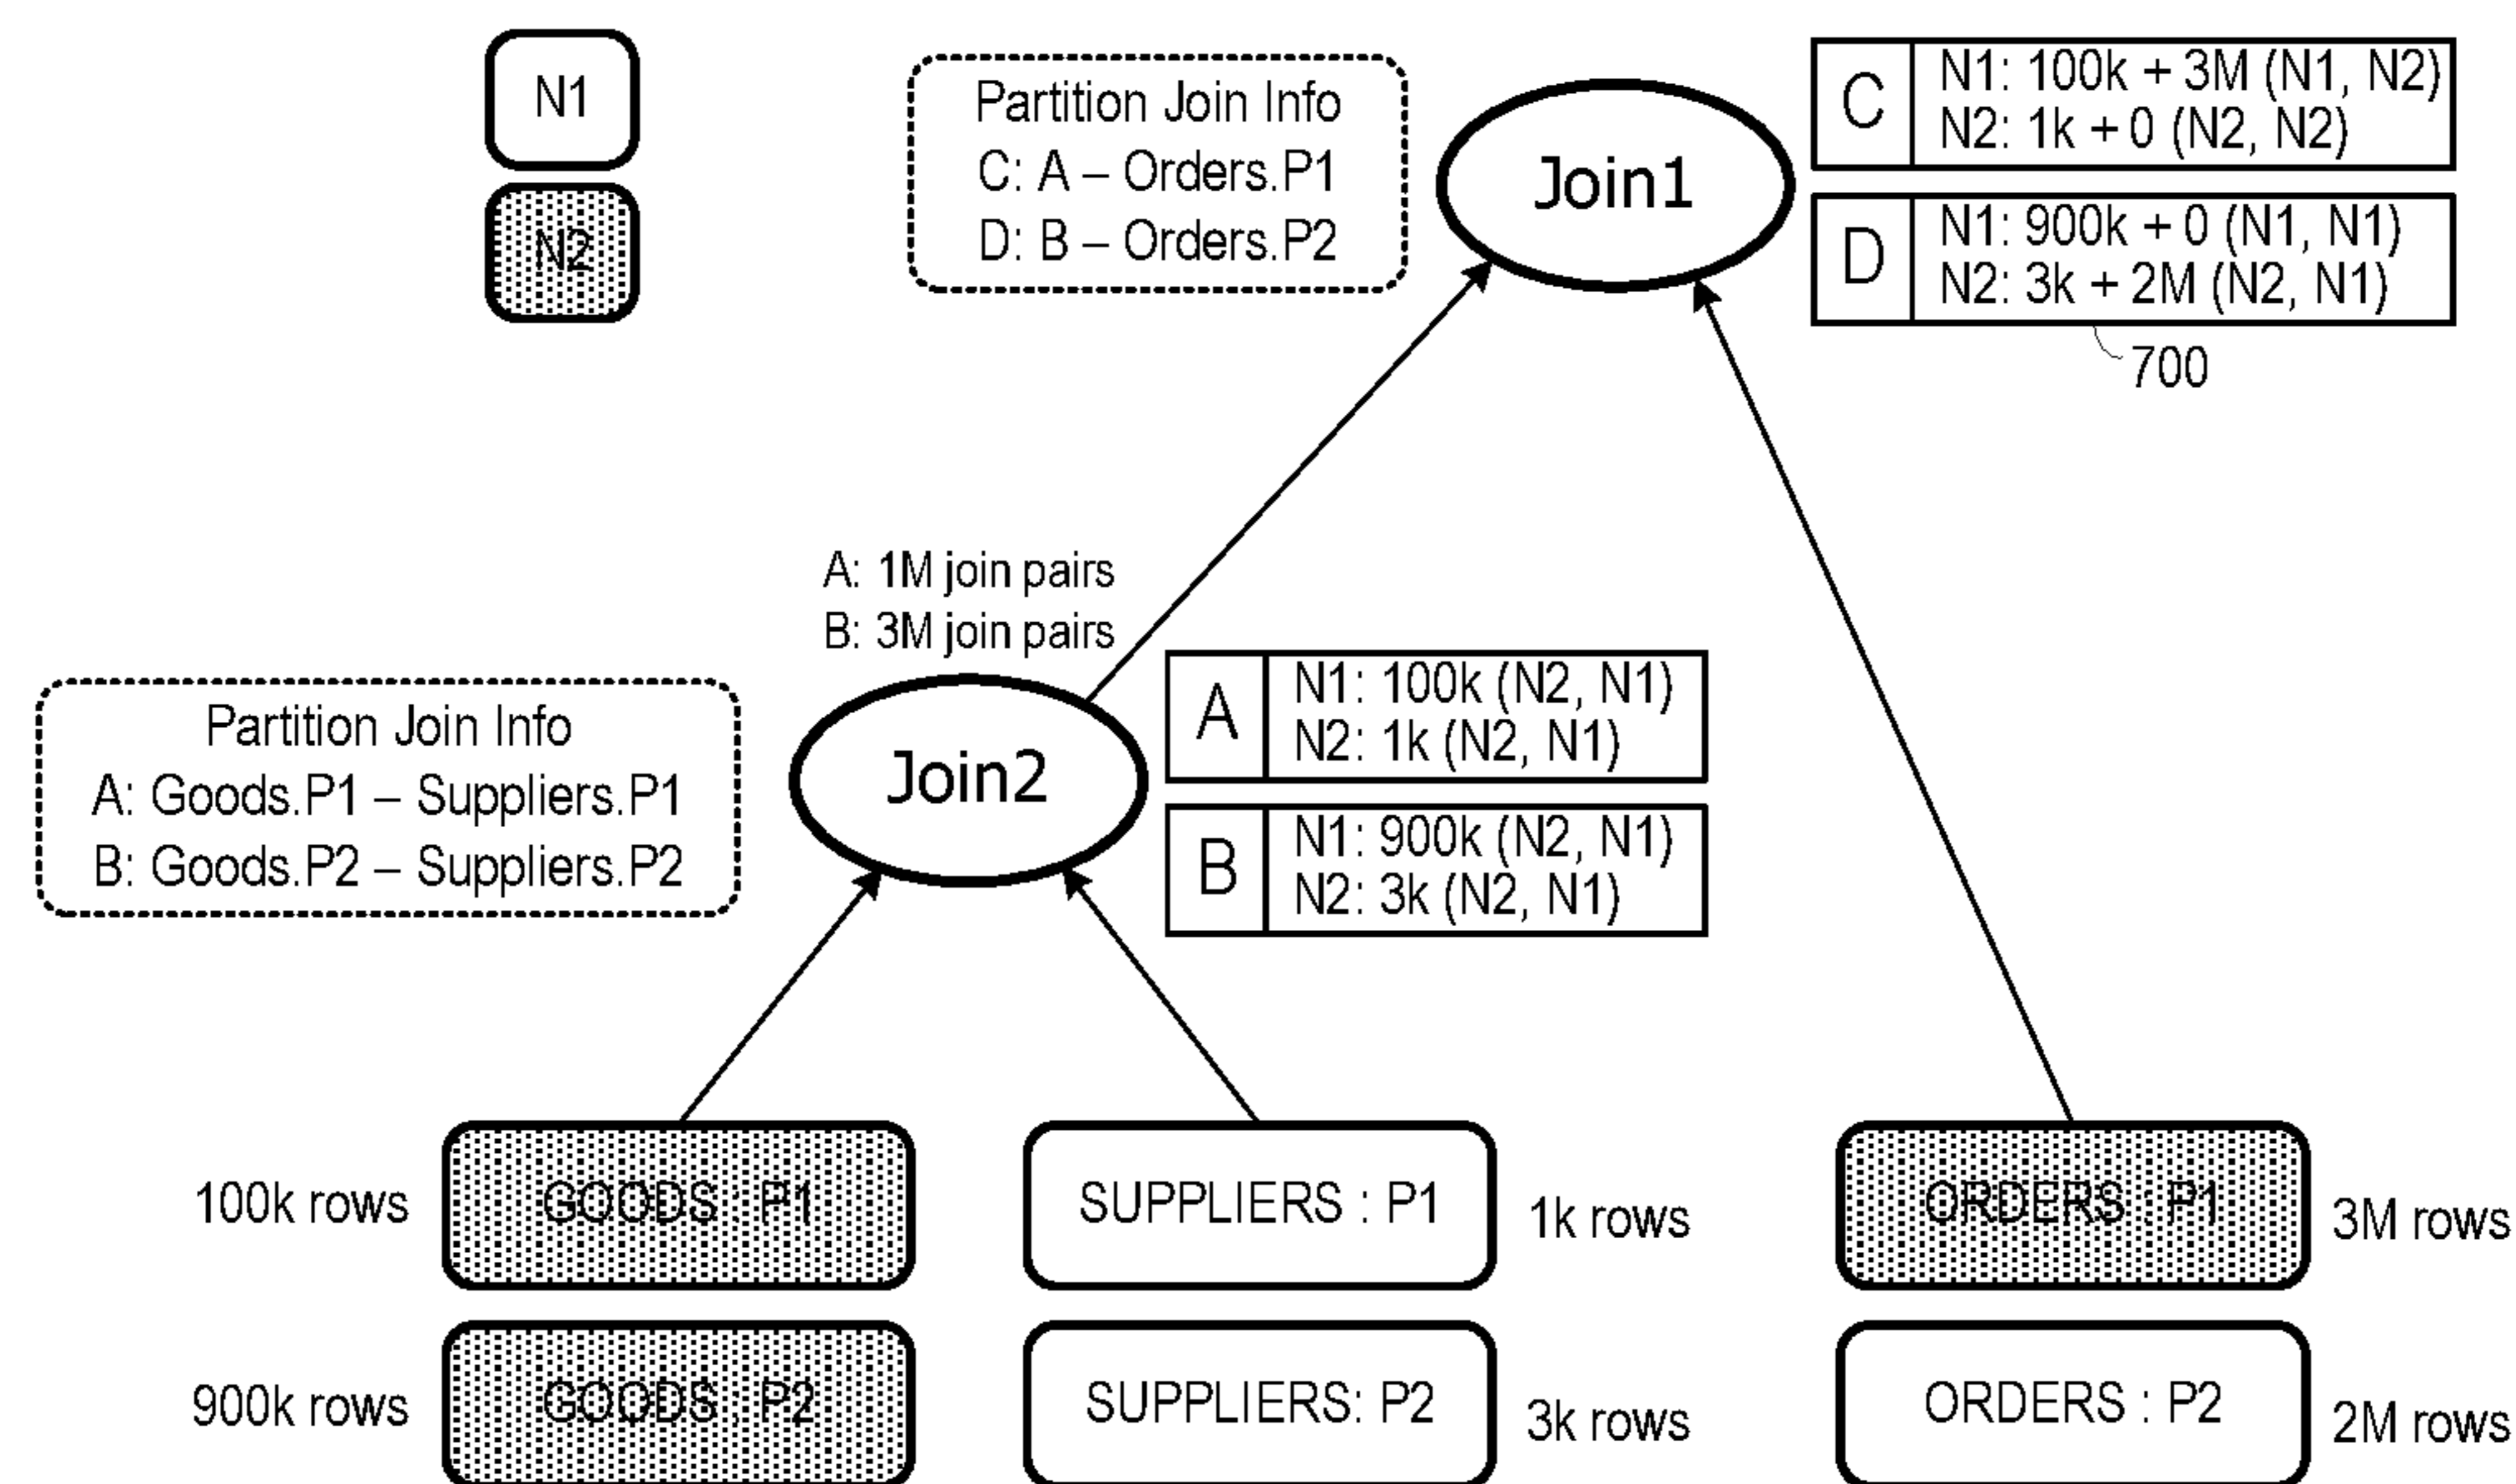 N1
N2
Partition Join Info
C: A – Orders.P1
D: B – Orders.P2
Join1
C
N1: 100k + 3M (N1, N2)
N2: 1k + 0 (N2, N2)
D
N1: 900k + 0 (N1, N1)
N2: 3k + 2M (N2, N1)
700
A: 1M join pairs
B: 3M join pairs
Partition Join Info
A: Goods.P1 – Suppliers.P1
B: Goods.P2 – Suppliers.P2
Join2
A
N1: 100k (N2, N1)
N2: 1k (N2, N1)
B
N1: 900k (N2, N1)
N2: 3k (N2, N1)
100k rows
GOODS : P1
SUPPLIERS : P1
1k rows
ORDERS : P1
3M rows
900k rows
GOODS : P2
SUPPLIERS: P2
3k rows
ORDERS : P2
2M rows